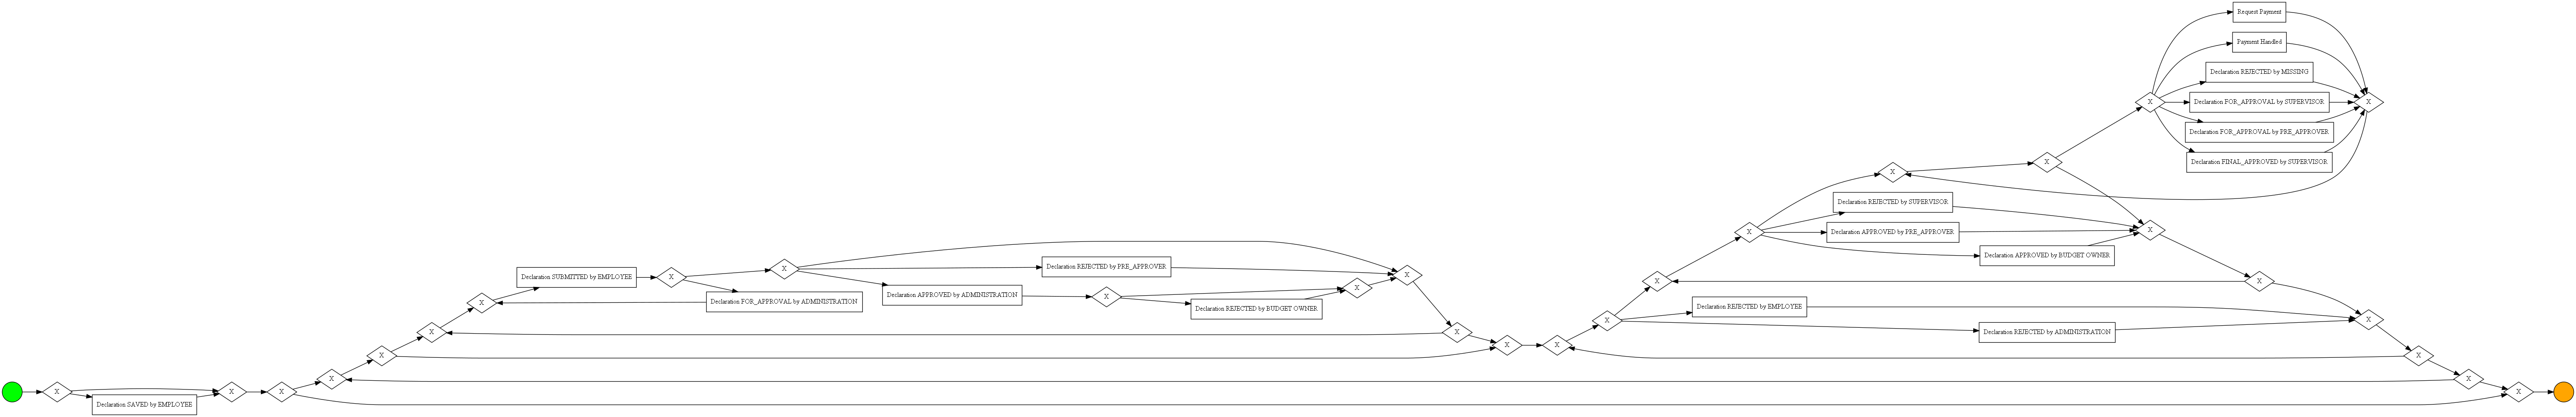 Request Payment
Payment Handled
Declaration REJECTED by MISSING
X
Declaration FOR_APPROVAL by SUPERVISOR
X
Declaration FOR_APPROVAL by PRE_APPROVER
Declaration FINAL_APPROVED by SUPERVISOR
X
X
Declaration REJECTED by SUPERVISOR
X
Declaration APPROVED by PRE_APPROVER
X
Declaration APPROVED by BUDGET OWNER
Declaration SUBMITTED by EMPLOYEE
X
X
Declaration REJECTED by PRE_APPROVER
X
X
X
X
Declaration FOR_APPROVAL by ADMINISTRATION
Declaration APPROVED by ADMINISTRATION
X
X
Declaration REJECTED by BUDGET OWNER
Declaration REJECTED by EMPLOYEE
X
X
X
X
Declaration REJECTED by ADMINISTRATION
X
X
X
X
X
X
X
X
X
X
Declaration SAVED by EMPLOYEE
X